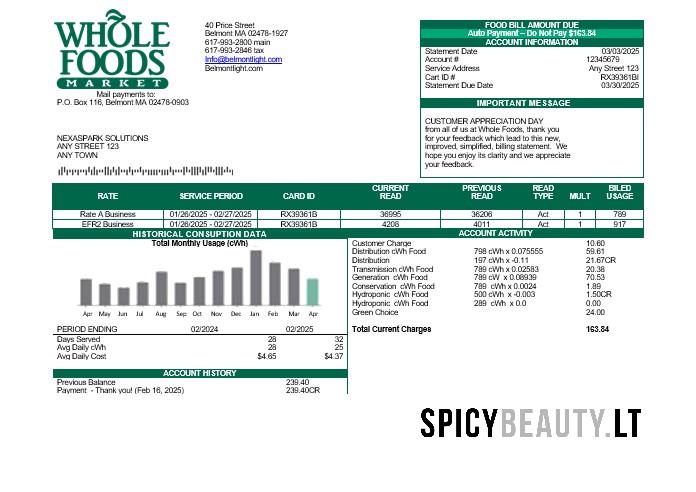 WHOLE
FOODS
MARKET
Mail payments to:
P.O. Box 116, Belmont MA 02478-0903
40 Price Street
Belmont MA 02478-1927
617-993-2800 main
617-993-2846 tax
Info@belmontlight.com
Belmontlight.com
FOOD BILL AMOUNT DUE
Auto Payment – Do Not Pay $163.84
ACCOUNT INFORMATION
Statement Date 03/03/2025
Account # 12345679
Service Address Any Street 123
Cart ID # RX39361BI
Statement Due Date 03/30/2025
IMPORTANT MESSAGE
CUSTOMER APPRECIATION DAY
from all of us at Whole Foods, thank you
for your feedback which lead to this new,
improved, simplified, billing statement. We
hope you enjoy its clarity and we appreciate
your feedback.
NEXASPARK SOLUTIONS
ANY STREET 123
ANY TOWN
RATE SERVICE PERIOD CARD ID CURRENT READ PREVIOUS READ READ TYPE MULT BILLED USAGE
Rate A Business 01/26/2025 - 02/27/2025 RX39361B 36995 36206 Act 1 789
EFR2 Business 01/26/2025 - 02/27/2025 RX39361B 4208 4011 Act 1 917
HISTORICAL CONSUPTION DATA
Total Monthly Usage (cWh)
Apr May Jun Jul Aug Sep Oct Nov Dec Jan Feb Mar Apr
PERIOD ENDING 02/2024 02/2025
Days Served 28 32
Avg Daily cWh 28 25
Avg Daily Cost $4.65 $4.37
ACCOUNT HISTORY
Previous Balance 239.40
Payment - Thank you! (Feb 16, 2025) 239.40CR
ACCOUNT ACTIVITY
Customer Charge 10.60
Distribution cWh Food 798 cWh x 0.075555 59.61
Distribution 197 cWh x -0.11 21.67CR
Transmission cWh Food 789 cWh x 0.02583 20.38
Generation cWh Food 789 cW x 0.08939 70.53
Conservation cWh Food 789 cWh x 0.0024 1.89
Hydroponic cWh Food 500 cWh x -0.003 1.50CR
Hydroponic cWh Food 289 cWh x 0.0 0.00
Green Choice 24.00
Total Current Charges 163.84
SPICYBEAUTY.LT